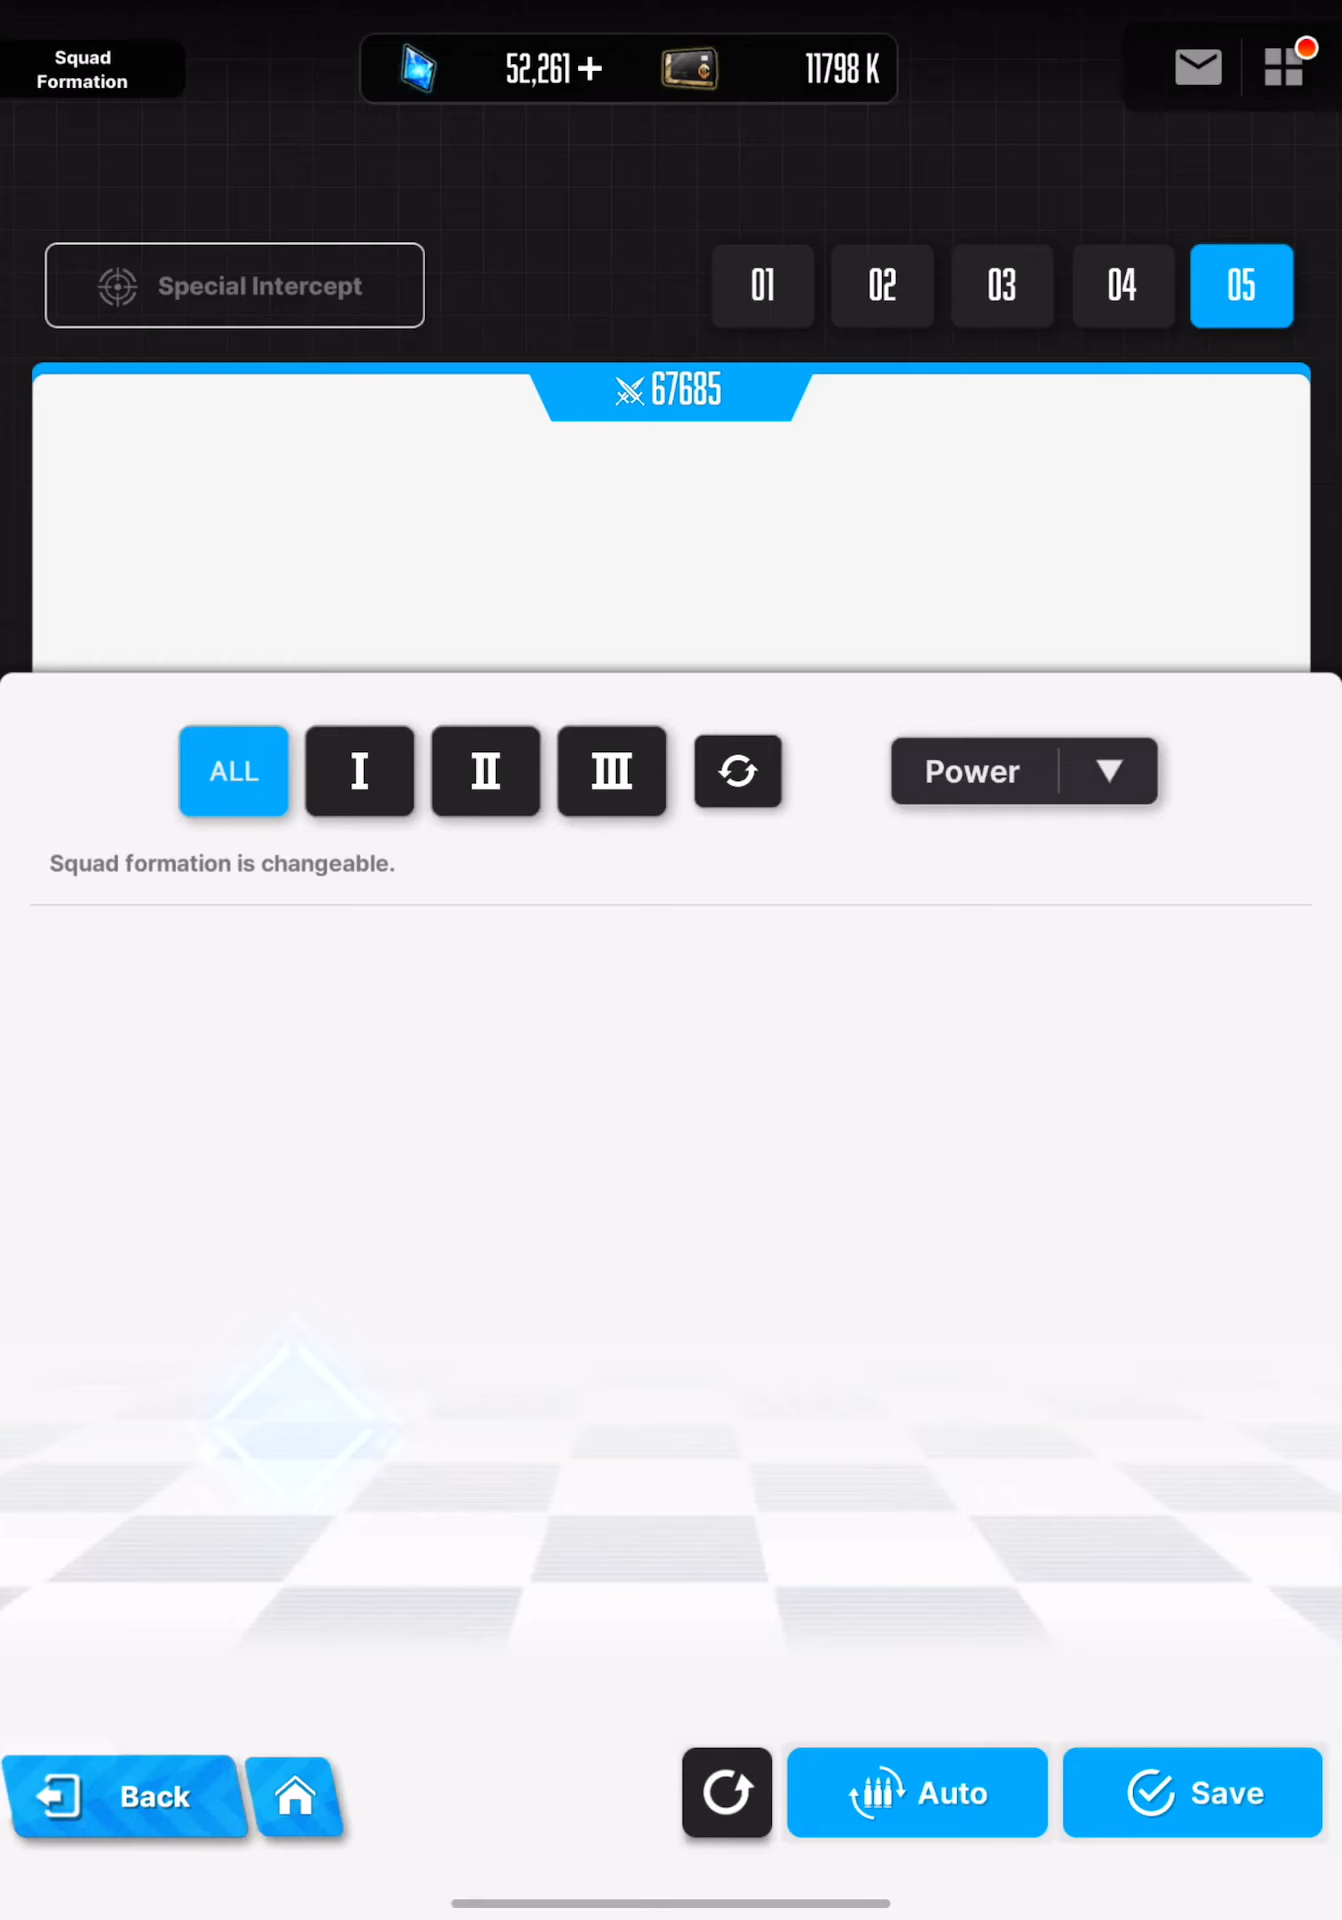 Squad
Formation
52,261 +
11798 K
Special Intercept
01
02
03
04
05
67685
ALL
I
II
III
Power
Squad formation is changeable.
Back
Auto
Save